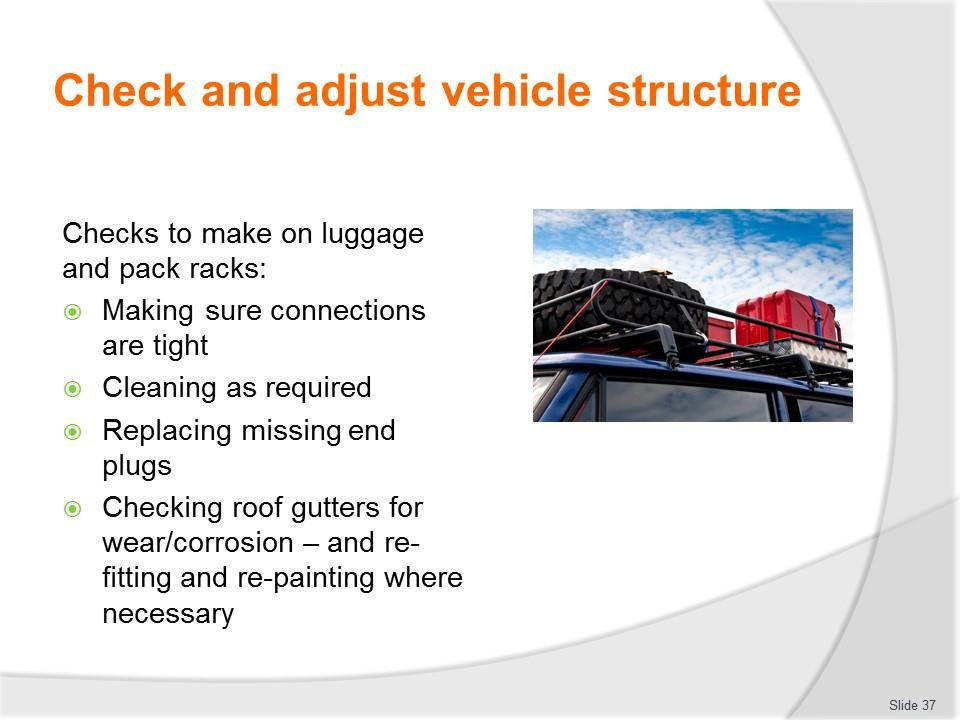 Check and adjust vehicle structure
Checks to make on luggage
and pack racks:
Making sure connections
are tight
Cleaning as required
Replacing missing end
plugs
Checking roof gutters for
wear/corrosion – and re-
fitting and re-painting where
necessary
Slide 37